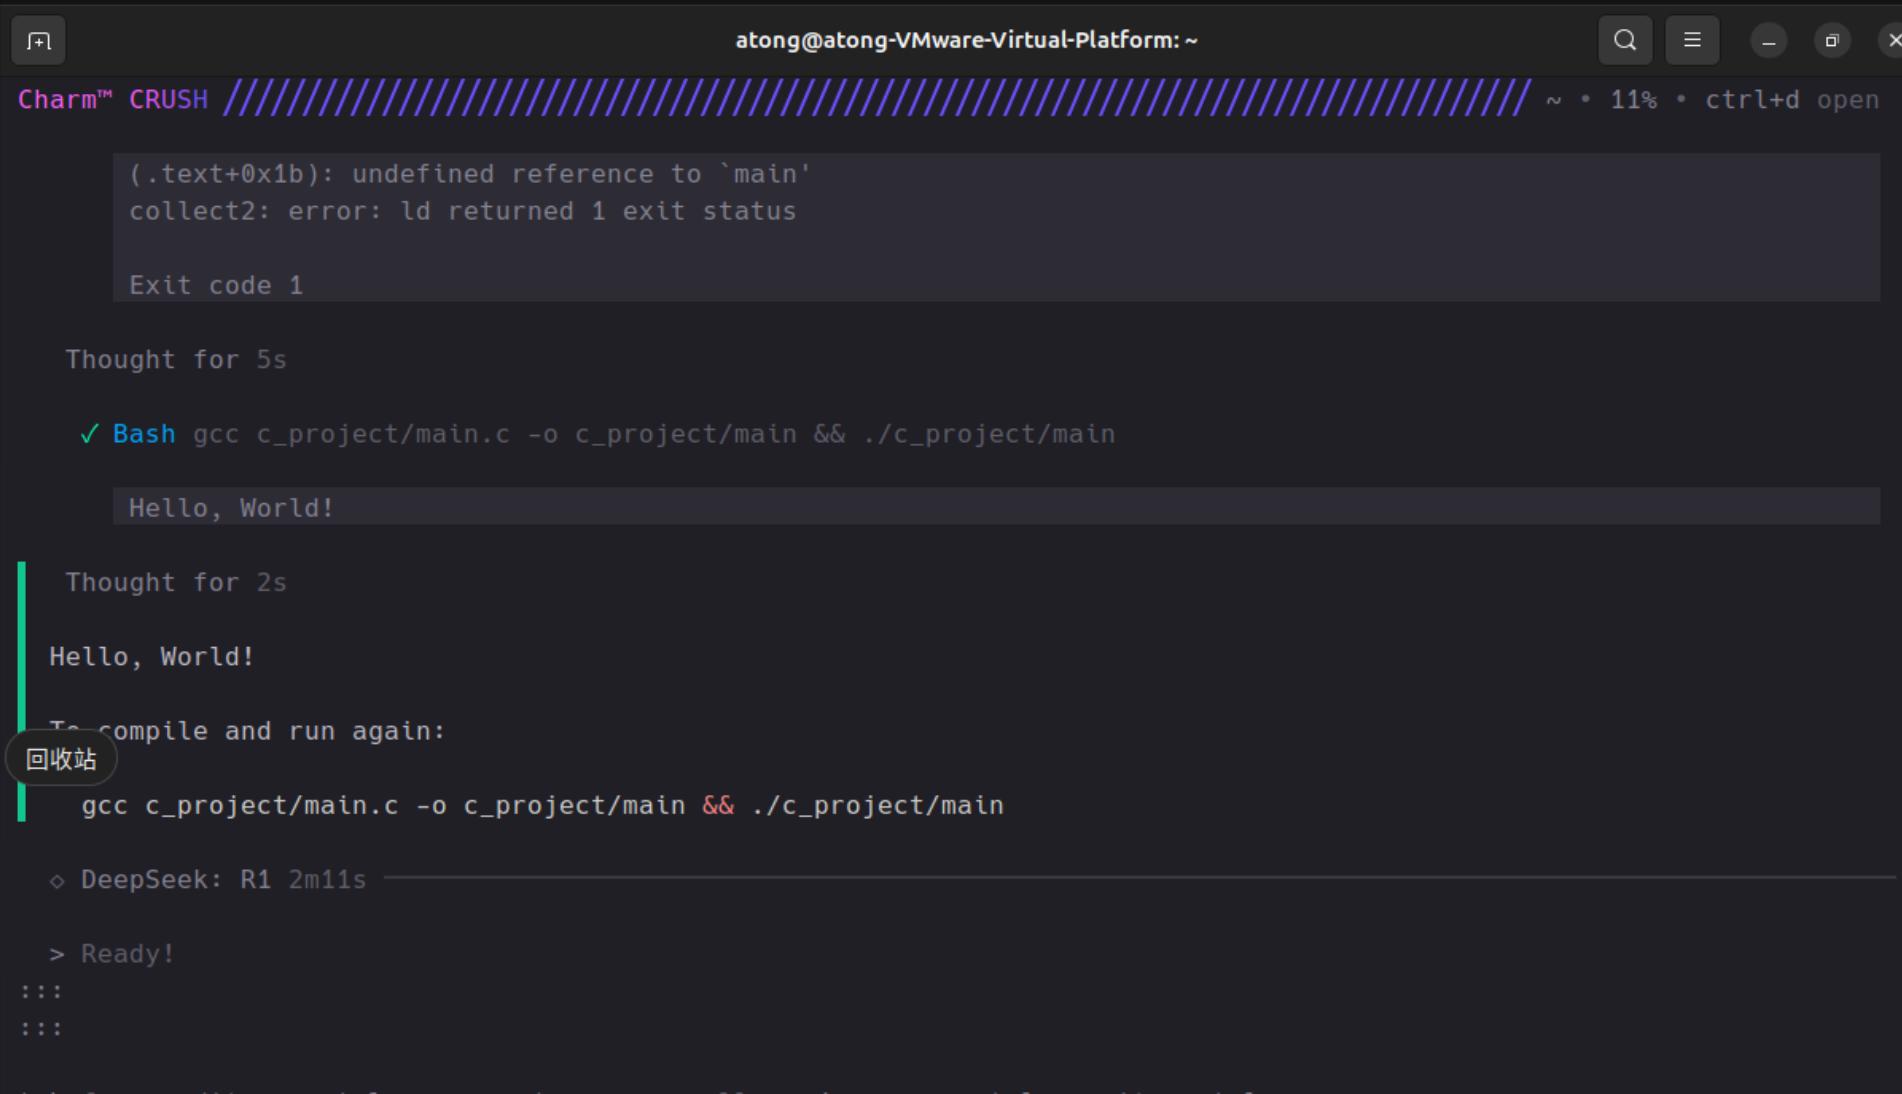 atong@atong-VMware-Virtual-Platform: ~
Charm™ CRUSH ~ • 11% • ctrl+d open
(.text+0x1b): undefined reference to `main'
collect2: error: ld returned 1 exit status
Exit code 1
Thought for 5s
✓ Bash gcc c_project/main.c -o c_project/main && ./c_project/main
Hello, World!
Thought for 2s
Hello, World!
To compile and run again:
回收站
gcc c_project/main.c -o c_project/main && ./c_project/main
◇ DeepSeek: R1 2m11s
> Ready!
:::
:::